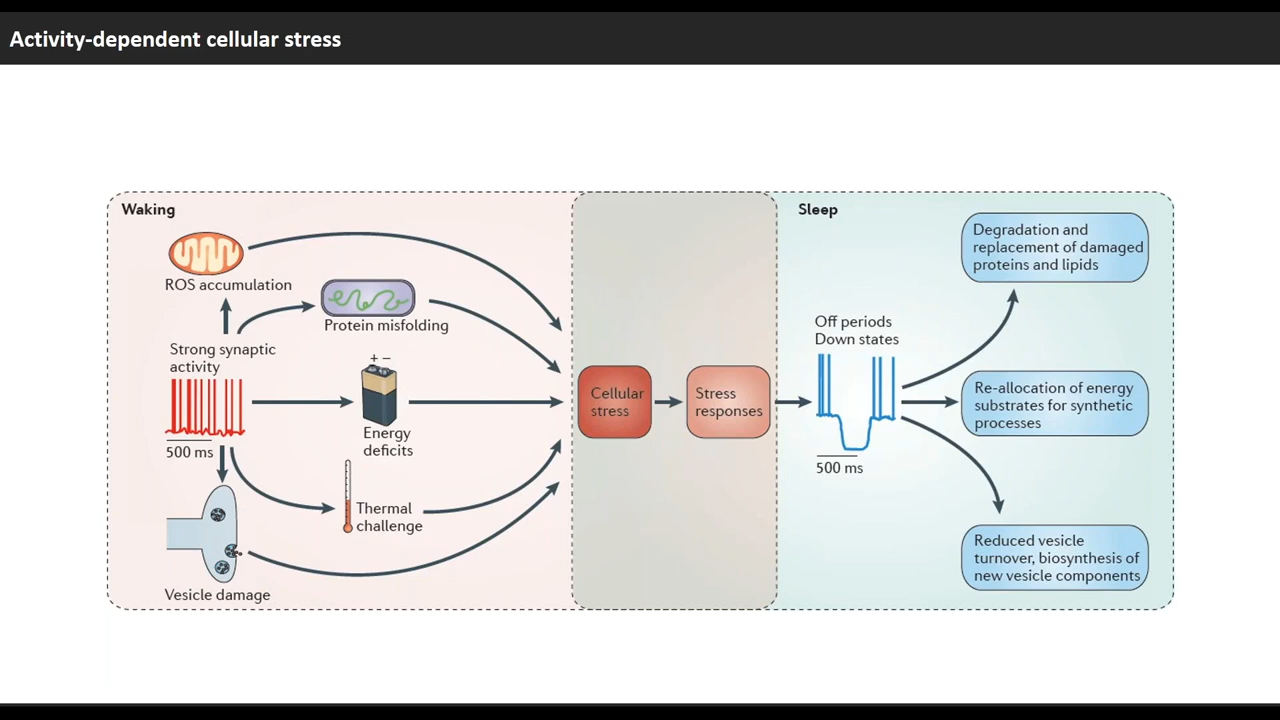 Activity-dependent cellular stress
Waking
ROS accumulation
Protein misfolding
Strong synaptic
activity
500 ms
+ −
Energy
deficits
Thermal
challenge
Vesicle damage
Cellular
stress
Stress
responses
Sleep
Off periods
Down states
500 ms
Degradation and
replacement of damaged
proteins and lipids
Re-allocation of energy
substrates for synthetic
processes
Reduced vesicle
turnover, biosynthesis of
new vesicle components